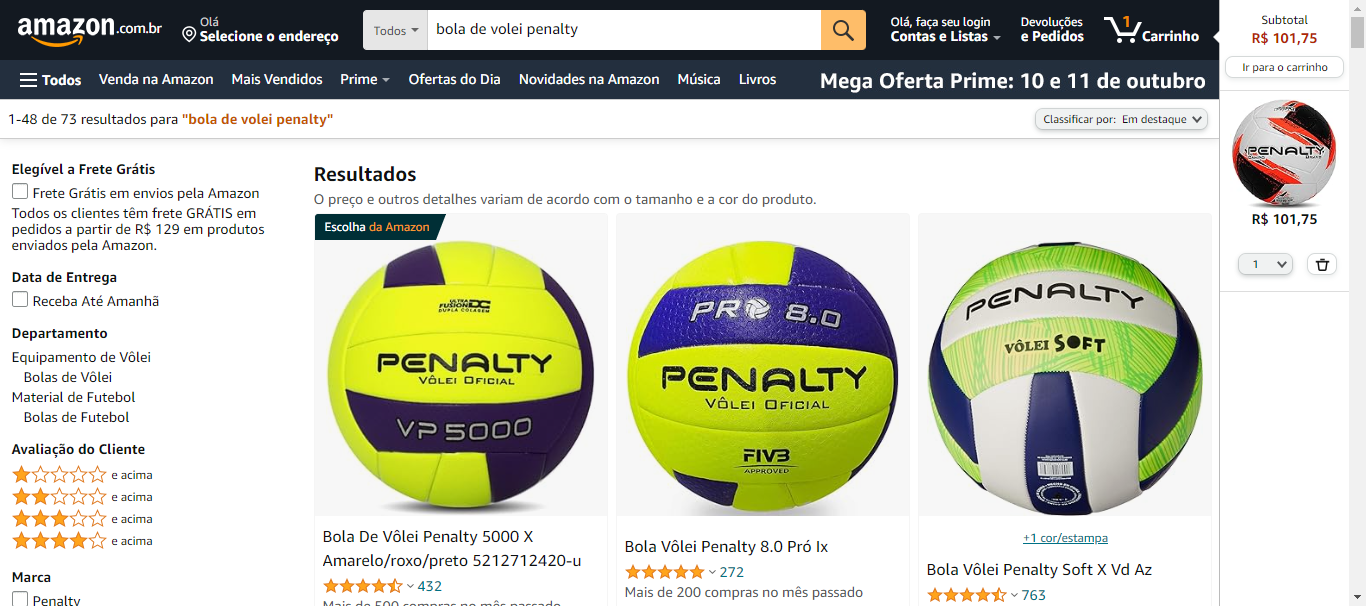 amazon.com.br
Olá
Selecione o endereço
Todos
bola de volei penalty
Olá, faça seu login
Contas e Listas
Devoluções
e Pedidos
1
Carrinho
Todos
Venda na Amazon
Mais Vendidos
Prime
Ofertas do Dia
Novidades na Amazon
Música
Livros
Mega Oferta Prime: 10 e 11 de outubro
Subtotal
R$ 101,75
Ir para o carrinho
PENALTY
R$ 101,75
1
1-48 de 73 resultados para "bola de volei penalty"
Classificar por: Em destaque
Elegível a Frete Grátis
Frete Grátis em envios pela Amazon
Todos os clientes têm frete GRÁTIS em
pedidos a partir de R$ 129 em produtos
enviados pela Amazon.
Data de Entrega
Receba Até Amanhã
Departamento
Equipamento de Vôlei
Bolas de Vôlei
Material de Futebol
Bolas de Futebol
Avaliação do Cliente
e acima
e acima
e acima
e acima
Marca
Penalty
Resultados
O preço e outros detalhes variam de acordo com o tamanho e a cor do produto.
Escolha da Amazon
ULTRA
FUSION DC
DUPLA COLAGEM
PENALTY
VÔLEI OFICIAL
VP 5000
Bola De Vôlei Penalty 5000 X
Amarelo/roxo/preto 5212712420-u
432
Mais de 500 compras no mês passado
PRO 8.0
PENALTY
VÔLEI OFICIAL
FIVB
APPROVED
Bola Vôlei Penalty 8.0 Pró Ix
272
Mais de 200 compras no mês passado
PENALTY
VÔLEI SOFT
+1 cor/estampa
Bola Vôlei Penalty Soft X Vd Az
763